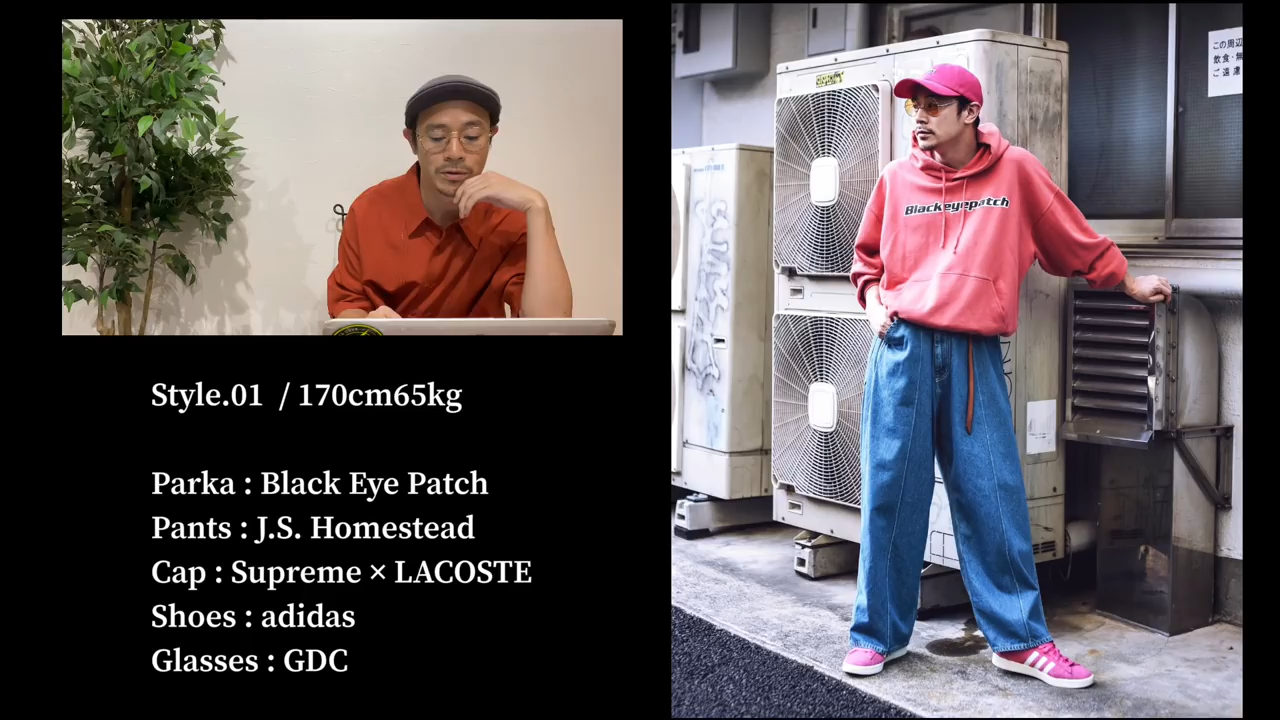 Style.01 / 170cm65kg
Parka : Black Eye Patch
Pants : J.S. Homestead
Cap : Supreme × LACOSTE
Shoes : adidas
Glasses : GDC
Blackeyepatch
この周辺
飲食・無
ご遠慮